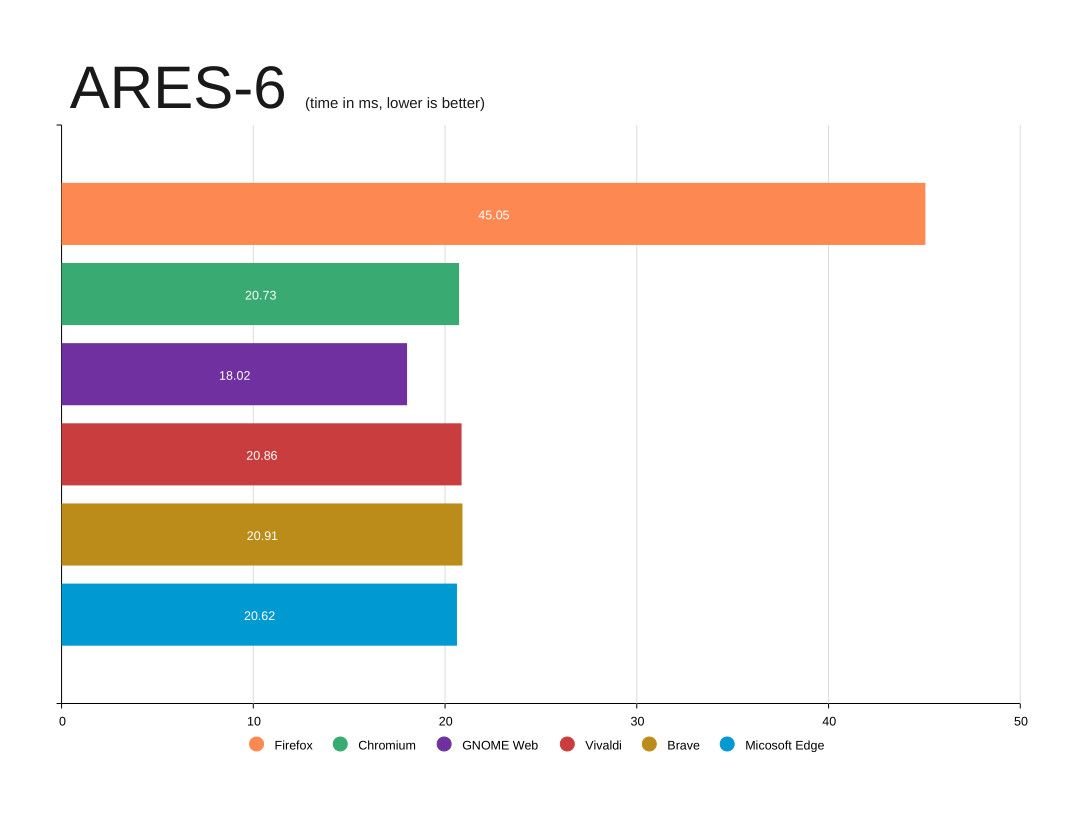 ARES-6 (time in ms, lower is better)
45.05
20.73
18.02
20.86
20.91
20.62
0 10 20 30 40 50
Firefox Chromium GNOME Web Vivaldi Brave Micosoft Edge